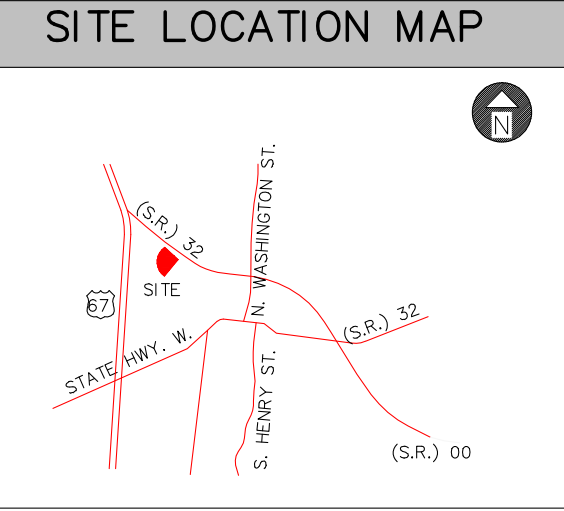 SITE LOCATION MAP
N
N. WASHINGTON ST.
(S.R.) 32
SITE
67
(S.R.) 32
STATE HWY. W.
S. HENRY ST.
(S.R.) 00